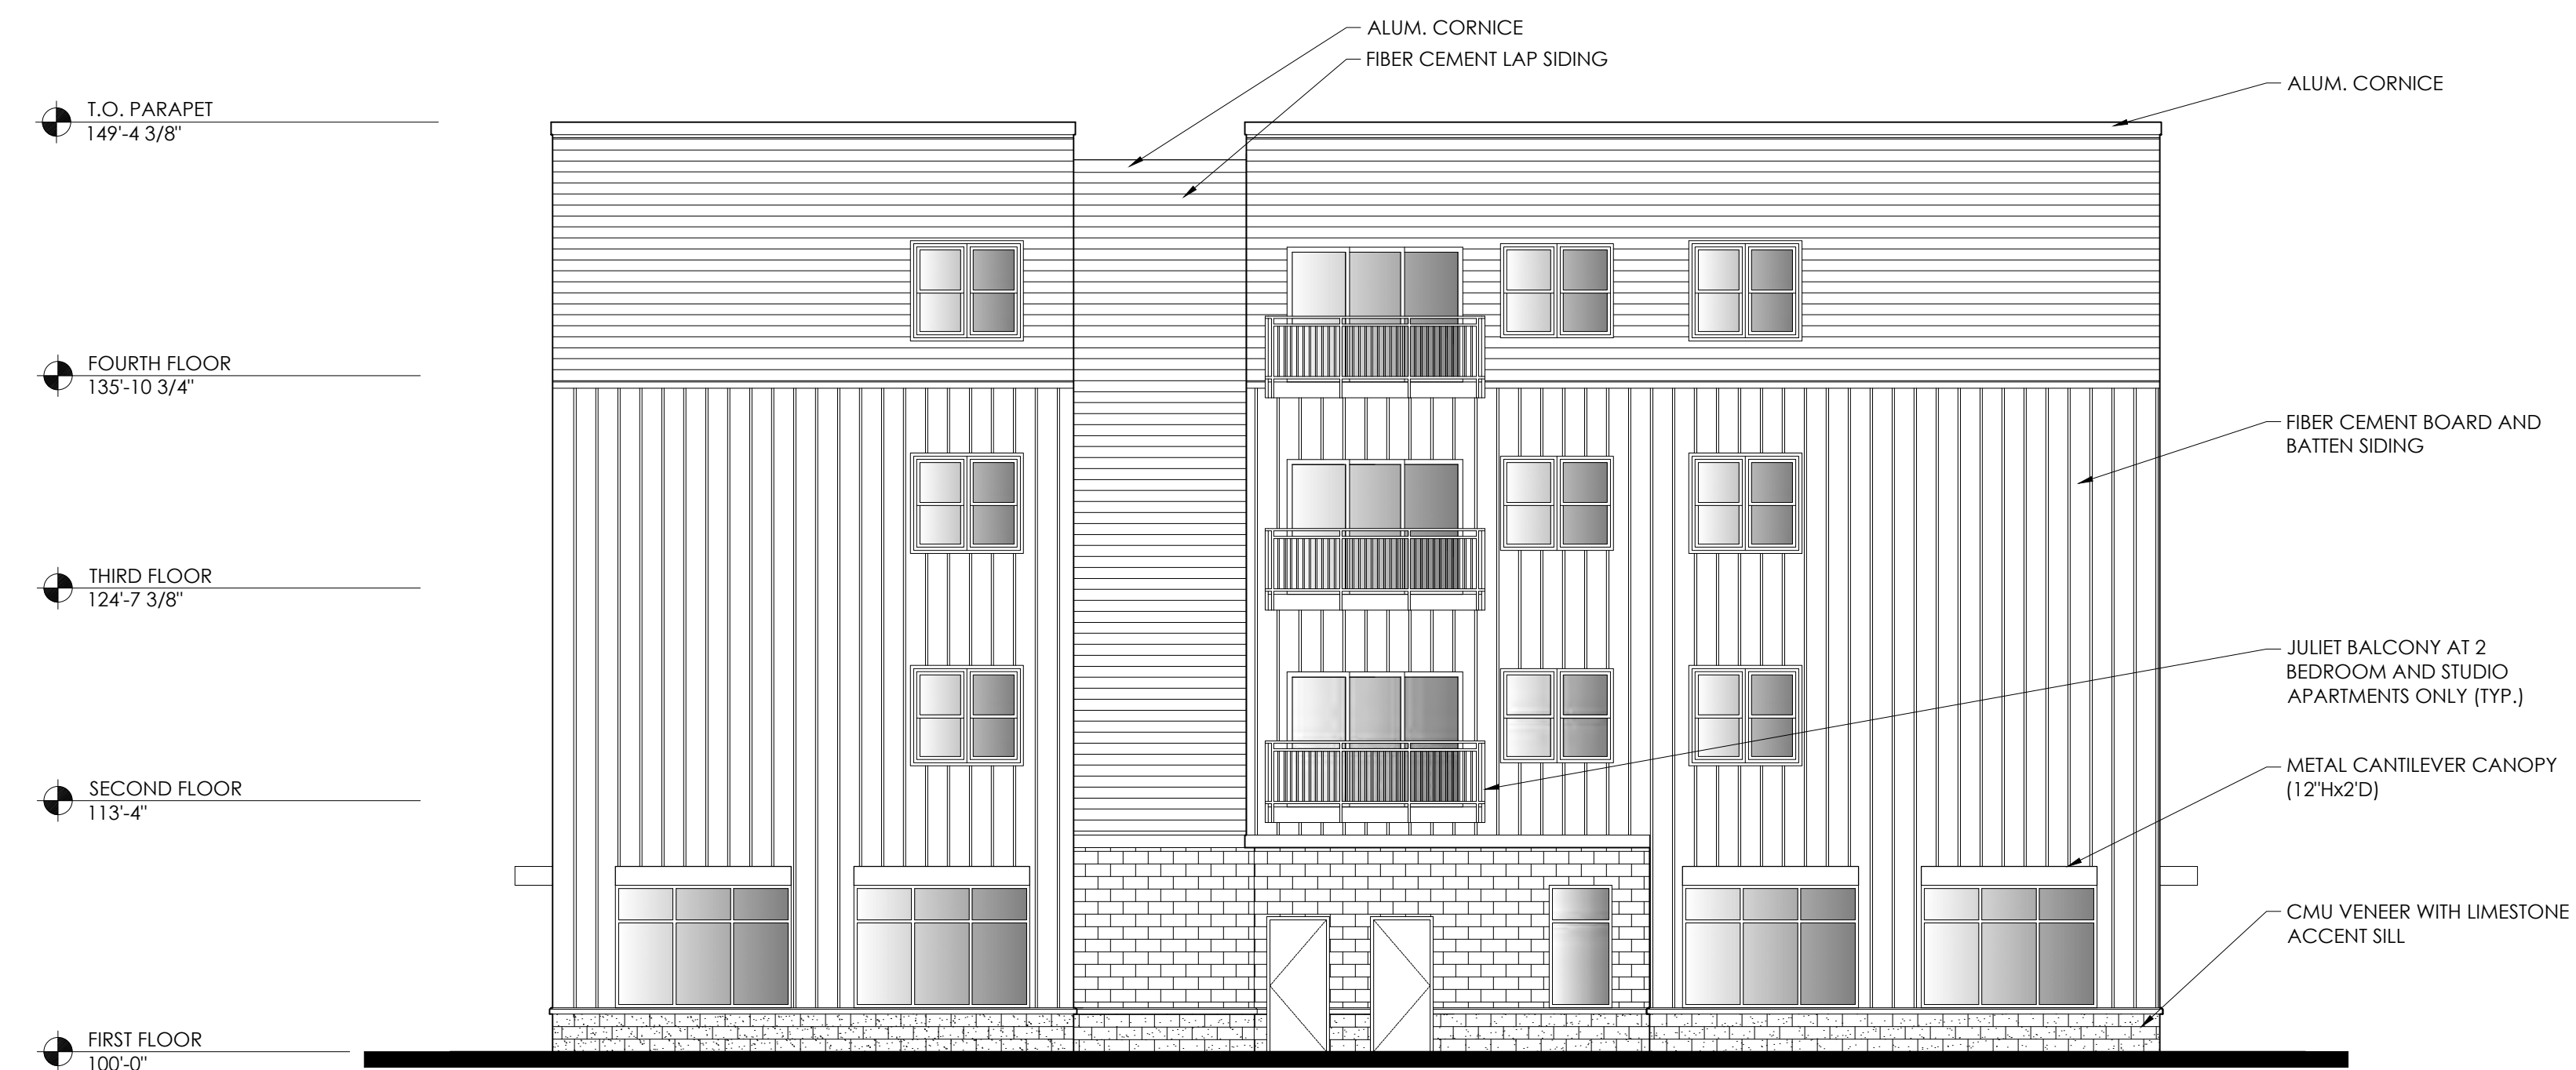 ALUM. CORNICE
FIBER CEMENT LAP SIDING
ALUM. CORNICE
T.O. PARAPET
149'-4 3/8"
FOURTH FLOOR
135'-10 3/4"
FIBER CEMENT BOARD AND
BATTEN SIDING
THIRD FLOOR
124'-7 3/8"
JULIET BALCONY AT 2
BEDROOM AND STUDIO
APARTMENTS ONLY (TYP.)
SECOND FLOOR
113'-4"
METAL CANTILEVER CANOPY
(12"Hx2'D)
CMU VENEER WITH LIMESTONE
ACCENT SILL
FIRST FLOOR
100'-0"